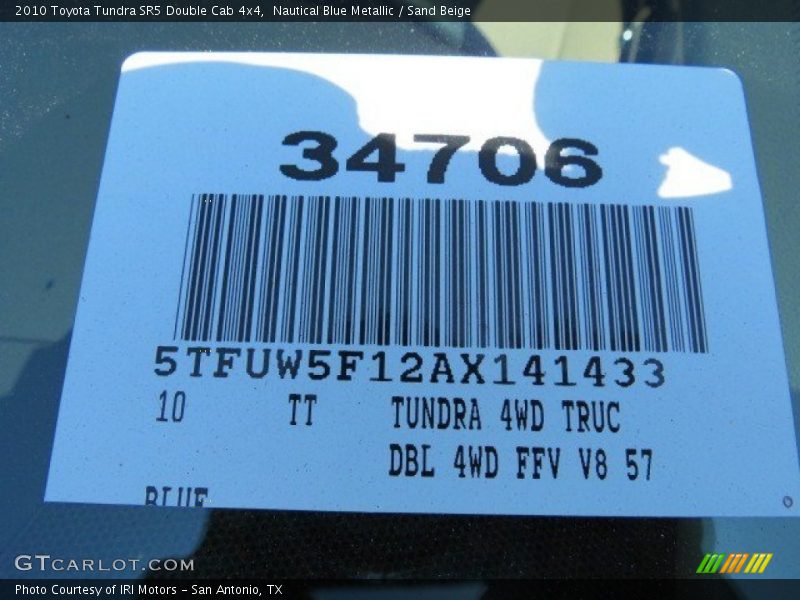 2010 Toyota Tundra SR5 Double Cab 4x4, Nautical Blue Metallic / Sand Beige
34706
5TFUW5F12AX141433
10 TT TUNDRA 4WD TRUC
DBL 4WD FFV V8 57
BLUE
GTCARLOT.COM
Photo Courtesy of IRI Motors - San Antonio, TX